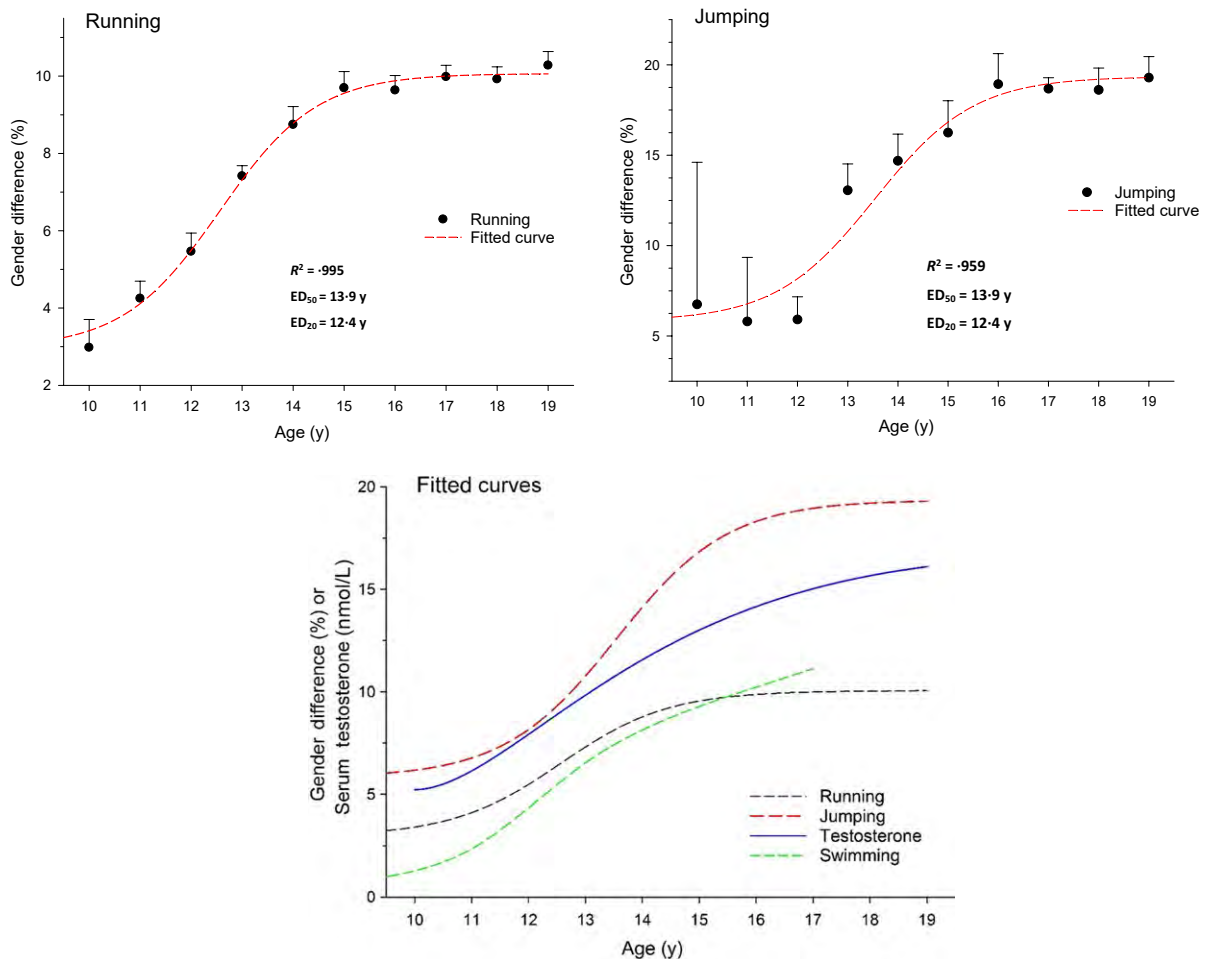 Running
Gender difference (%)
10
8
6
4
2
Running
Fitted curve
R² = ·995
ED₅₀ = 13·9 y
ED₂₀ = 12·4 y
10 11 12 13 14 15 16 17 18 19
Age (y)
Jumping
Gender difference (%)
20
15
10
5
Jumping
Fitted curve
R² = ·959
ED₅₀ = 13·9 y
ED₂₀ = 12·4 y
10 11 12 13 14 15 16 17 18 19
Age (y)
Fitted curves
Gender difference (%) or
Serum testosterone (nmol/L)
20
15
10
5
0
Running
Jumping
Testosterone
Swimming
10 11 12 13 14 15 16 17 18 19
Age (y)